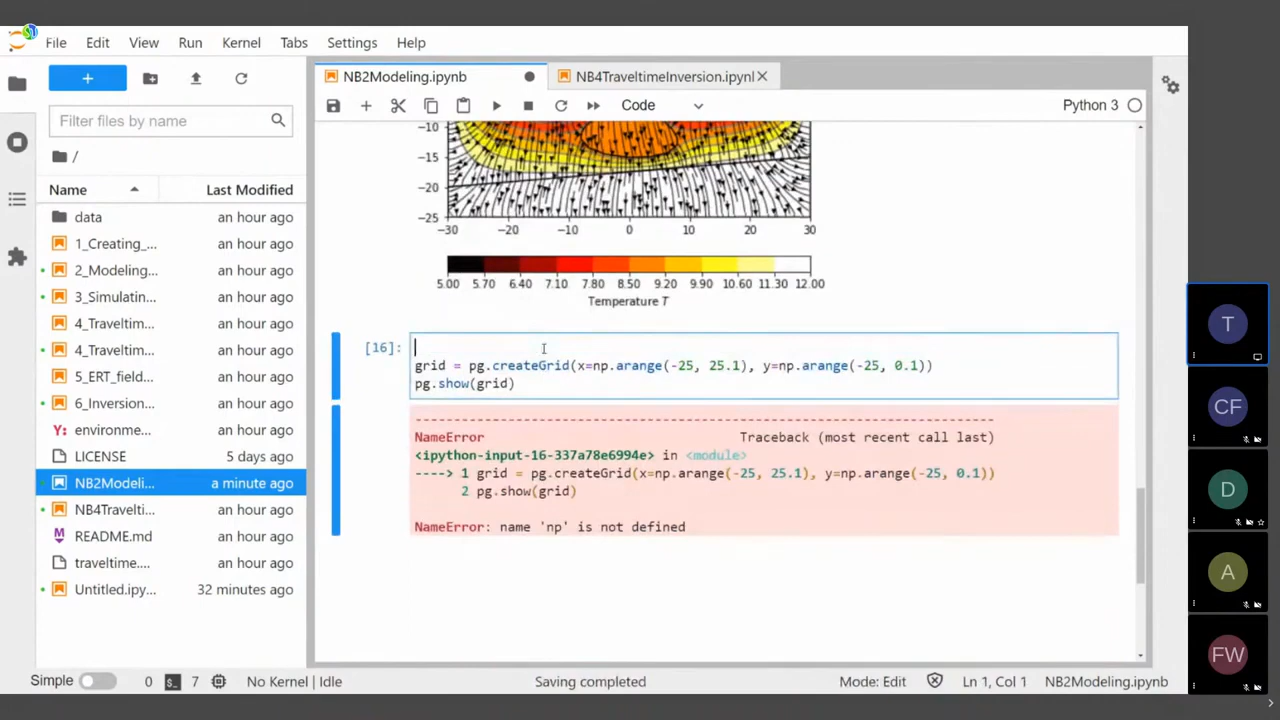 File Edit View Run Kernel Tabs Settings Help
+
Filter files by name
/
Name Last Modified
data an hour ago
1_Creating_... an hour ago
2_Modeling... an hour ago
3_Simulatin... an hour ago
4_Traveltim... an hour ago
4_Traveltim... an hour ago
5_ERT_field... an hour ago
6_Inversion... an hour ago
Y: environme... an hour ago
LICENSE 5 days ago
NB2Modeli... a minute ago
NB4Travelti... an hour ago
README.md an hour ago
traveltime.... an hour ago
Untitled.ipy... 32 minutes ago
NB2Modeling.ipynb
NB4TraveltimeInversion.ipynl
Code
Python 3
−10
−15
−20
−25
−30 −20 −10 0 10 20 30
5.00 5.70 6.40 7.10 7.80 8.50 9.20 9.90 10.60 11.30 12.00
Temperature T
[16]:
grid = pg.createGrid(x=np.arange(-25, 25.1), y=np.arange(-25, 0.1))
pg.show(grid)
---------------------------------------------------------------------------
NameError Traceback (most recent call last)
<ipython-input-16-337a78e6994e> in <module>
----> 1 grid = pg.createGrid(x=np.arange(-25, 25.1), y=np.arange(-25, 0.1))
2 pg.show(grid)
NameError: name 'np' is not defined
Simple 0 $_ 7 No Kernel | Idle Saving completed Mode: Edit Ln 1, Col 1 NB2Modeling.ipynb
T
CF
D
A
FW